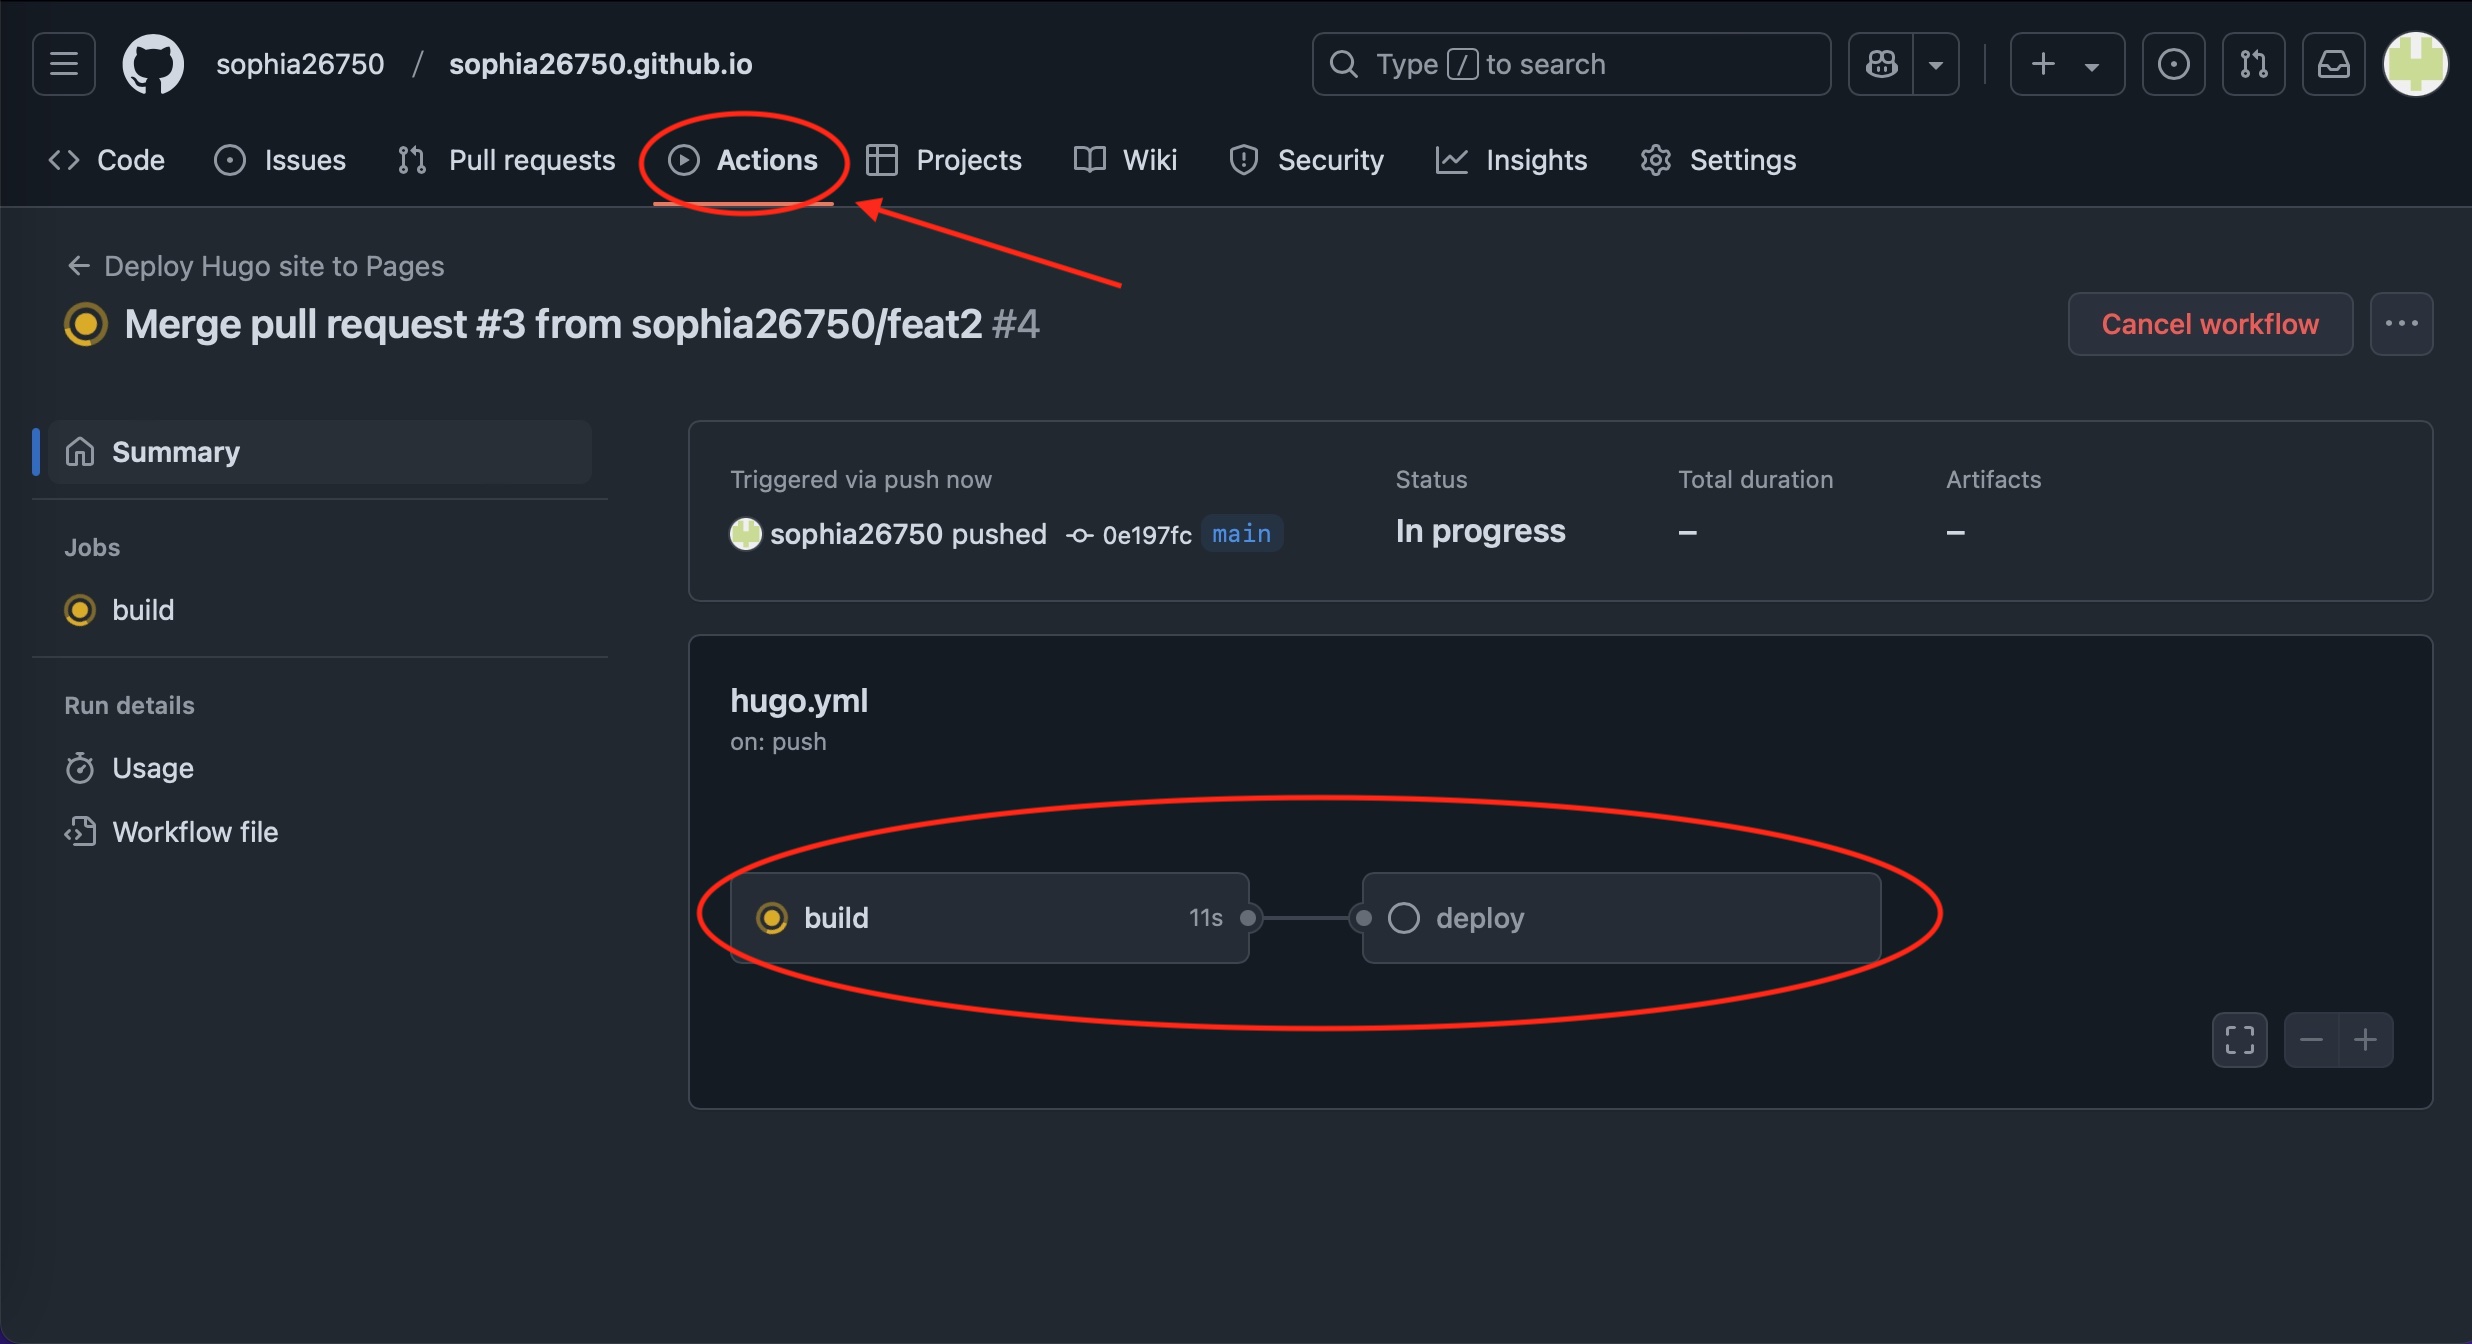 sophia26750 / sophia26750.github.io
Type / to search
Code Issues Pull requests Actions Projects Wiki Security Insights Settings
Deploy Hugo site to Pages
Merge pull request #3 from sophia26750/feat2 #4
Cancel workflow
Summary
Jobs
build
Run details
Usage
Workflow file
Triggered via push now
sophia26750 pushed 0e197fc main
Status
In progress
Total duration
–
Artifacts
–
hugo.yml
on: push
build 11s
deploy